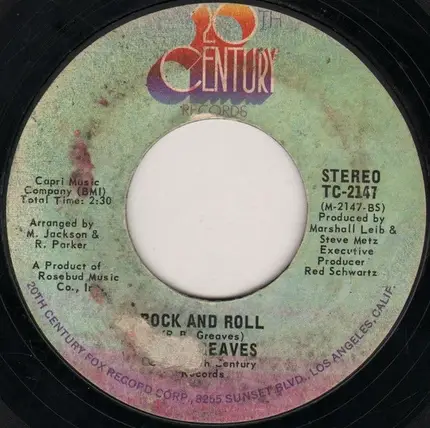 20TH
CENTURY
RECORDS
Capri Music
Company (BMI)
Total Time: 2:30
Arranged by
M. Jackson &
R. Parker
A Product of
Rosebud Music
Co.,
STEREO
TC-2147
(M-2147-BS)
Produced by
Marshall Leib &
Steve Metz
Executive
Producer
Red Schwartz
ROCK AND ROLL
Greaves)
Century
Records
20TH CENTURY FOX RECORD CORP., 8255 SUNSET BLVD., LOS ANGELES, CALIF.